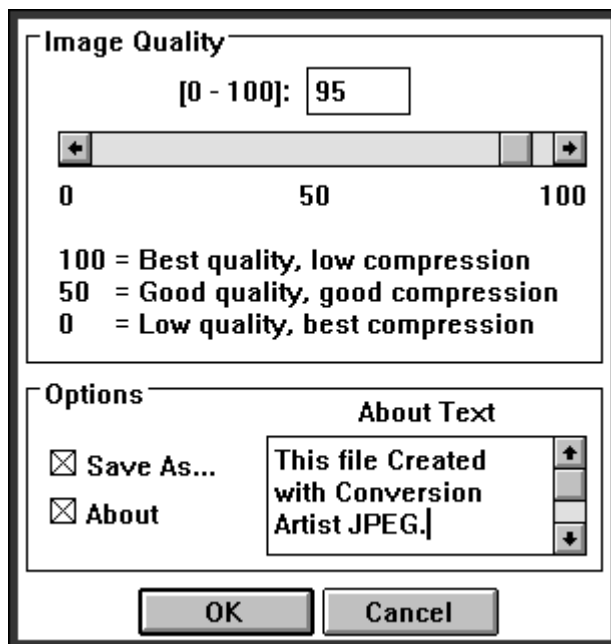 Image Quality
[0 - 100]: 95
0 50 100
100 = Best quality, low compression
50 = Good quality, good compression
0 = Low quality, best compression
Options
About Text
Save As...
About
This file Created
with Conversion
Artist JPEG.
OK Cancel